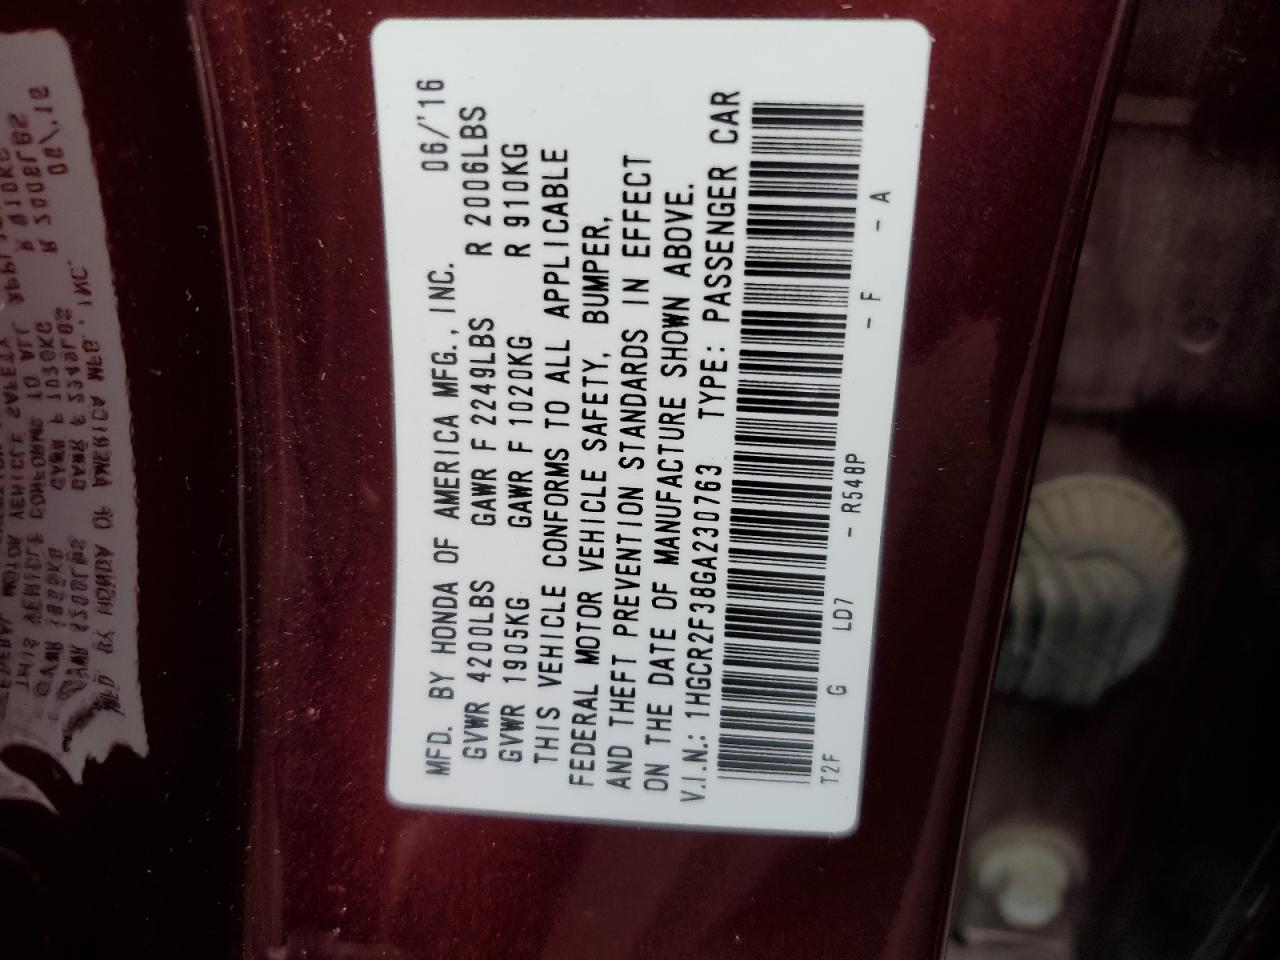 MFD. BY HONDA OF AMERICA MFG., INC. 06/'16
GVWR 4200LBS GAWR F 2249LBS R 2006LBS
GVWR 1905KG GAWR F 1020KG R 910KG
THIS VEHICLE CONFORMS TO ALL APPLICABLE
FEDERAL MOTOR VEHICLE SAFETY, BUMPER,
AND THEFT PREVENTION STANDARDS IN EFFECT
ON THE DATE OF MANUFACTURE SHOWN ABOVE.
V.I.N.: 1HGCR2F38GA230763 TYPE: PASSENGER CAR
T2F G LD7 - R548P - F - A